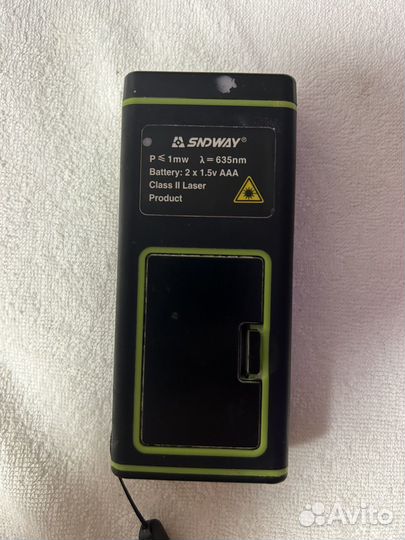 SNDWAY®
P ≤ 1mw λ = 635nm
Battery: 2 x 1.5v AAA
Class II Laser
Product
Avito